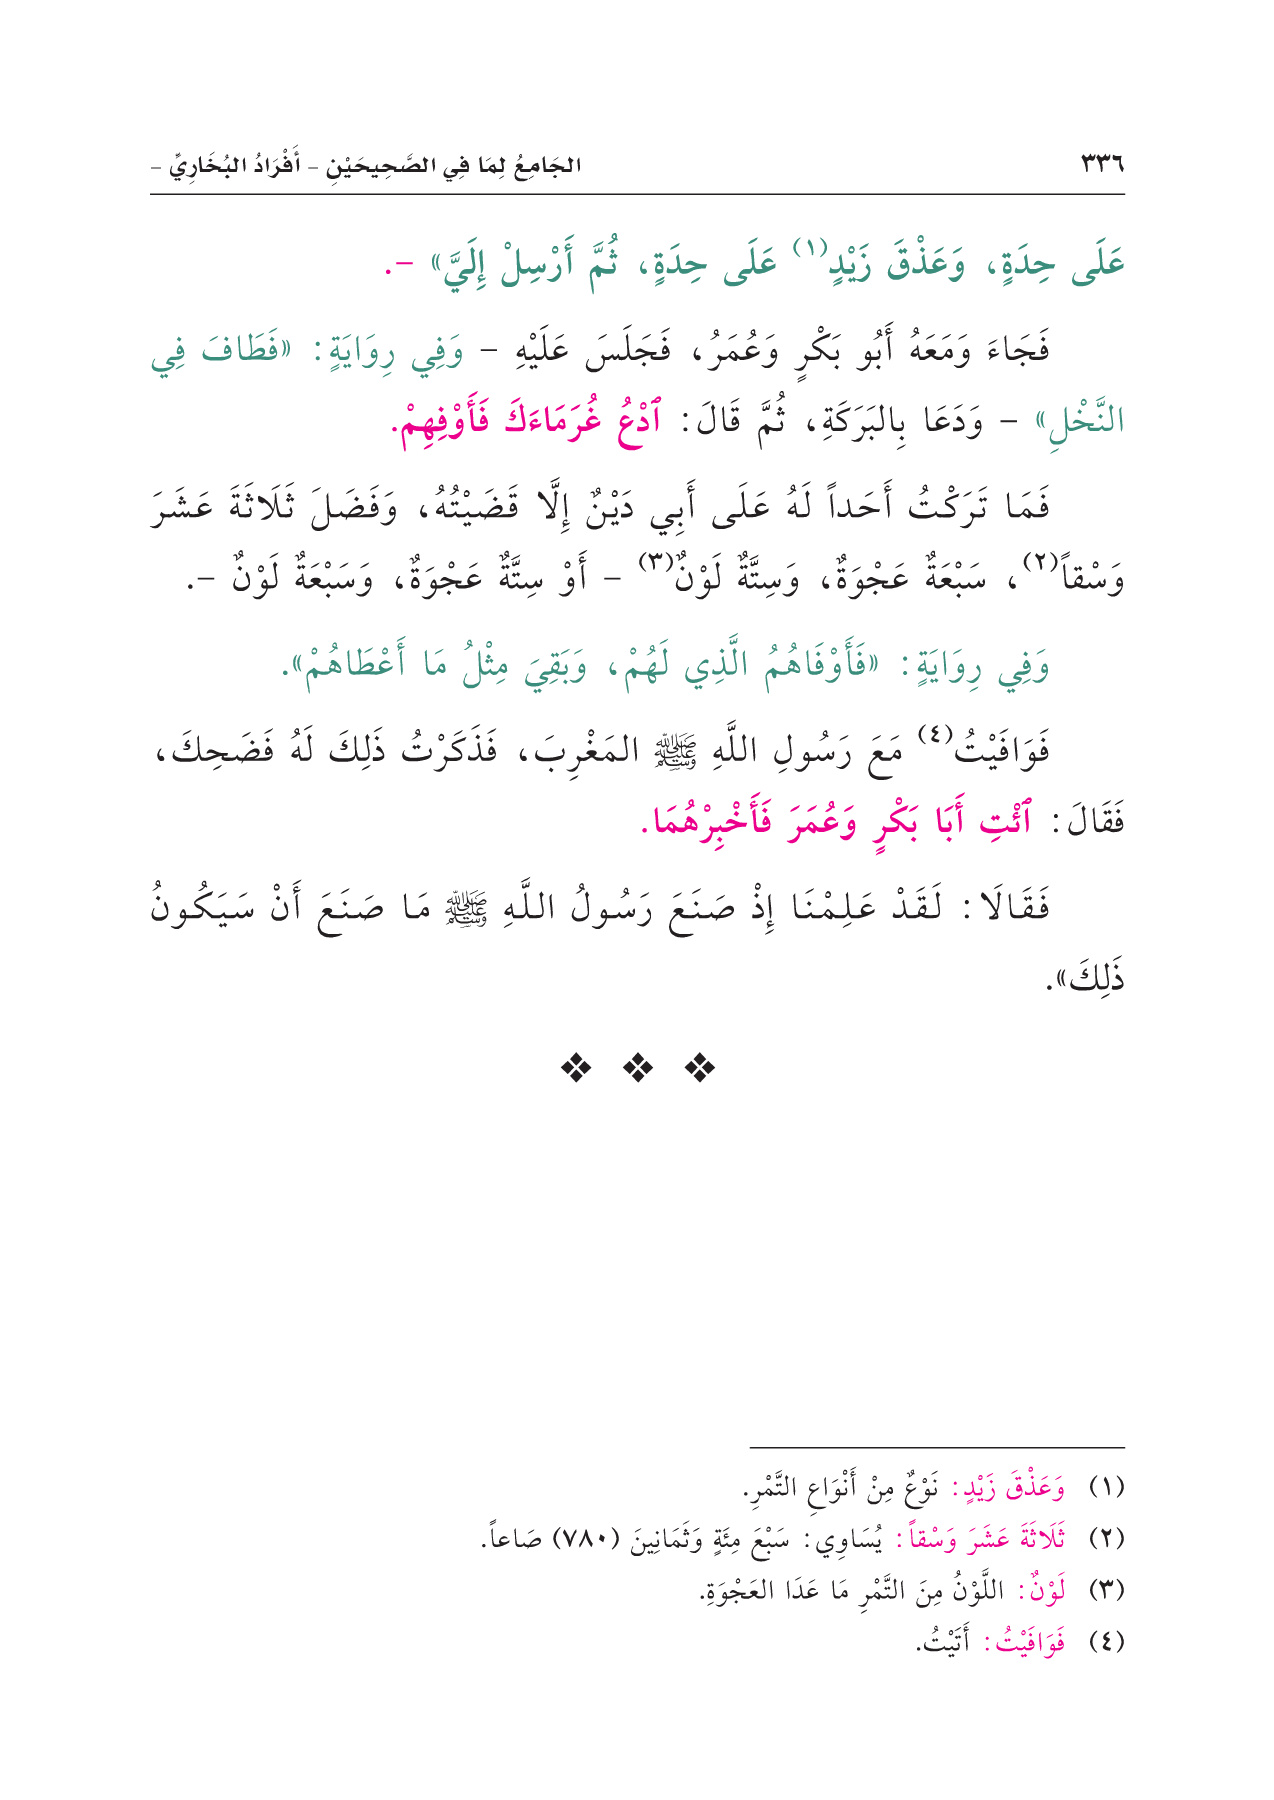 ٣٣٦ الجَامِعُ لِمَا فِي الصَّحِيحَيْنِ - أَفْرَادُ البُخَارِيِّ -
عَلَى حِدَةٍ، وَعَذْقَ زَيْدٍ(١) عَلَى حِدَةٍ، ثُمَّ أَرْسِلْ إِلَيَّ» -.
فَجَاءَ وَمَعَهُ أَبُو بَكْرٍ وَعُمَرُ، فَجَلَسَ عَلَيْهِ - وَفِي رِوَايَةٍ: «فَطَافَ فِي
النَّخْلِ» - وَدَعَا بِالبَرَكَةِ، ثُمَّ قَالَ: ٱدْعُ غُرَمَاءَكَ فَأَوْفِهِمْ.
فَمَا تَرَكْتُ أَحَداً لَهُ عَلَى أَبِي دَيْنٌ إِلَّا قَضَيْتُهُ، وَفَضَلَ ثَلَاثَةَ عَشَرَ
وَسْقاً(٢)، سَبْعَةٌ عَجْوَةٌ، وَسِتَّةٌ لَوْنٌ(٣) - أَوْ سِتَّةٌ عَجْوَةٌ، وَسَبْعَةٌ لَوْنٌ -.
وَفِي رِوَايَةٍ: «فَأَوْفَاهُمُ الَّذِي لَهُمْ، وَبَقِيَ مِثْلُ مَا أَعْطَاهُمْ».
فَوَافَيْتُ(٤) مَعَ رَسُولِ اللَّهِ ﷺ المَغْرِبَ، فَذَكَرْتُ ذَلِكَ لَهُ فَضَحِكَ،
فَقَالَ: ٱئْتِ أَبَا بَكْرٍ وَعُمَرَ فَأَخْبِرْهُمَا.
فَقَالَا: لَقَدْ عَلِمْنَا إِذْ صَنَعَ رَسُولُ اللَّهِ ﷺ مَا صَنَعَ أَنْ سَيَكُونُ
ذَلِكَ».
(١) وَعَذْقَ زَيْدٍ: نَوْعٌ مِنْ أَنْوَاعِ التَّمْرِ.
(٢) ثَلَاثَةَ عَشَرَ وَسْقاً: يُسَاوِي: سَبْعَ مِئَةٍ وَثَمَانِينَ (٧٨٠) صَاعاً.
(٣) لَوْنٌ: اللَّوْنُ مِنَ التَّمْرِ مَا عَدَا العَجْوَةِ.
(٤) فَوَافَيْتُ: أَتَيْتُ.